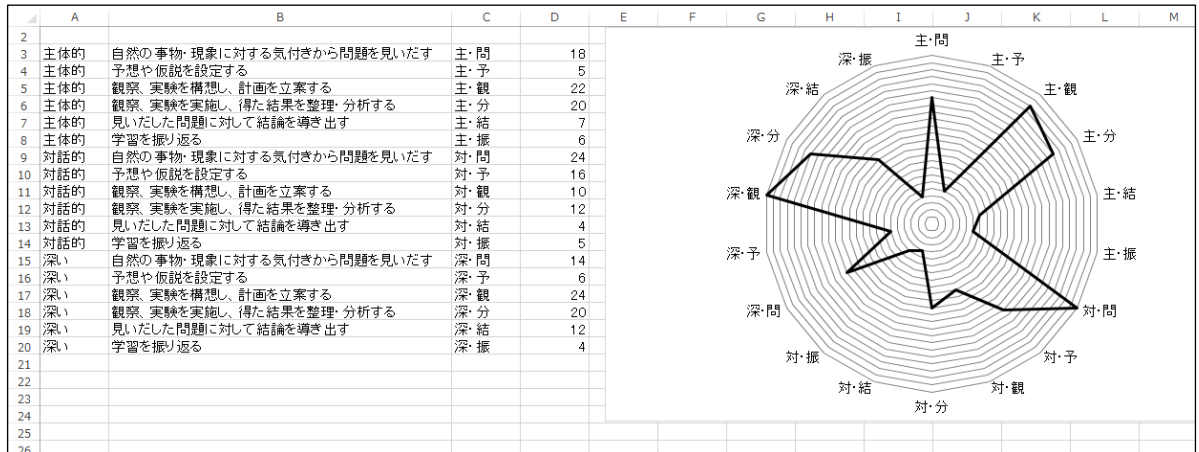 A B C D E F G H I J K L M
2
3 主体的 自然の事物・現象に対する気付きから問題を見いだす 主・問 18
4 主体的 予想や仮説を設定する 主・予 5
5 主体的 観察、実験を構想し、計画を立案する 主・観 22
6 主体的 観察、実験を実施し、得た結果を整理・分析する 主・分 20
7 主体的 見いだした問題に対して結論を導き出す 主・結 7
8 主体的 学習を振り返る 主・振 6
9 対話的 自然の事物・現象に対する気付きから問題を見いだす 対・問 24
10 対話的 予想や仮説を設定する 対・予 16
11 対話的 観察、実験を構想し、計画を立案する 対・観 10
12 対話的 観察、実験を実施し、得た結果を整理・分析する 対・分 12
13 対話的 見いだした問題に対して結論を導き出す 対・結 4
14 対話的 学習を振り返る 対・振 5
15 深い 自然の事物・現象に対する気付きから問題を見いだす 深・問 14
16 深い 予想や仮説を設定する 深・予 6
17 深い 観察、実験を構想し、計画を立案する 深・観 24
18 深い 観察、実験を実施し、得た結果を整理・分析する 深・分 20
19 深い 見いだした問題に対して結論を導き出す 深・結 12
20 深い 学習を振り返る 深・振 4
21
22
23
24
25
26
主・問
主・予
主・観
主・分
主・結
主・振
対・問
対・予
対・観
対・分
対・結
対・振
深・問
深・予
深・観
深・分
深・結
深・振